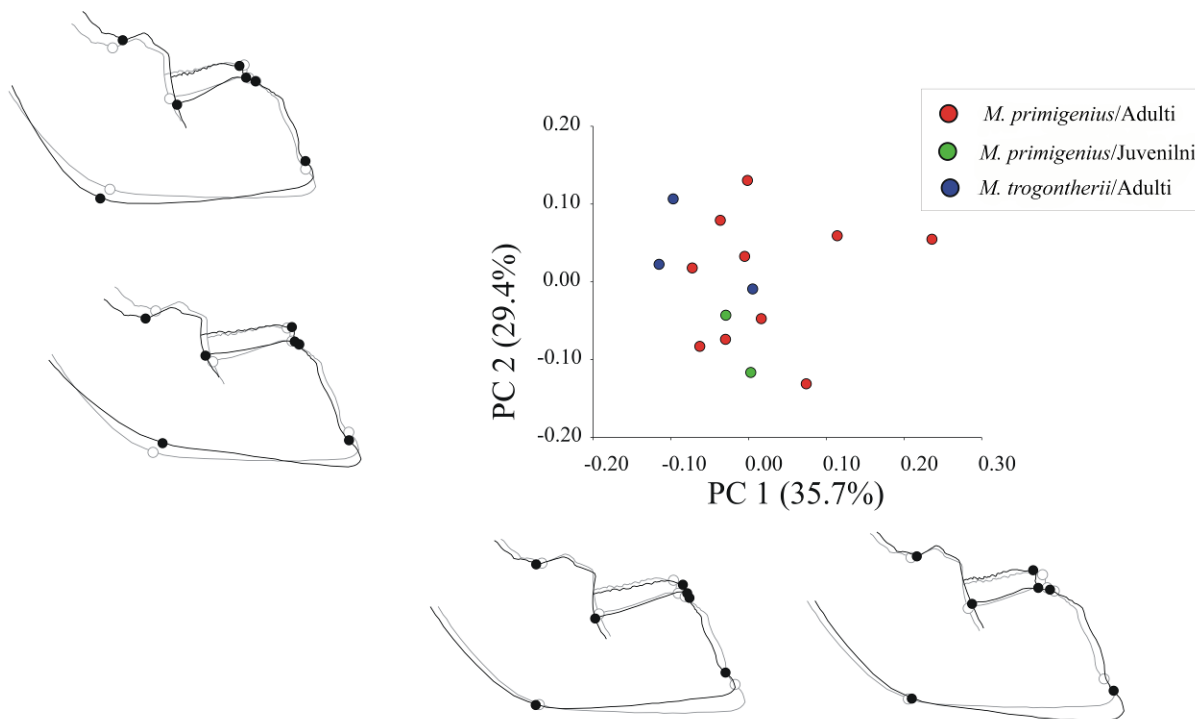 M. primigenius/Adulti
M. primigenius/Juvenilni
M. trogontherii/Adulti
0.20
0.10
0.00
-0.10
-0.20
PC 2 (29.4%)
-0.20 -0.10 0.00 0.10 0.20 0.30
PC 1 (35.7%)